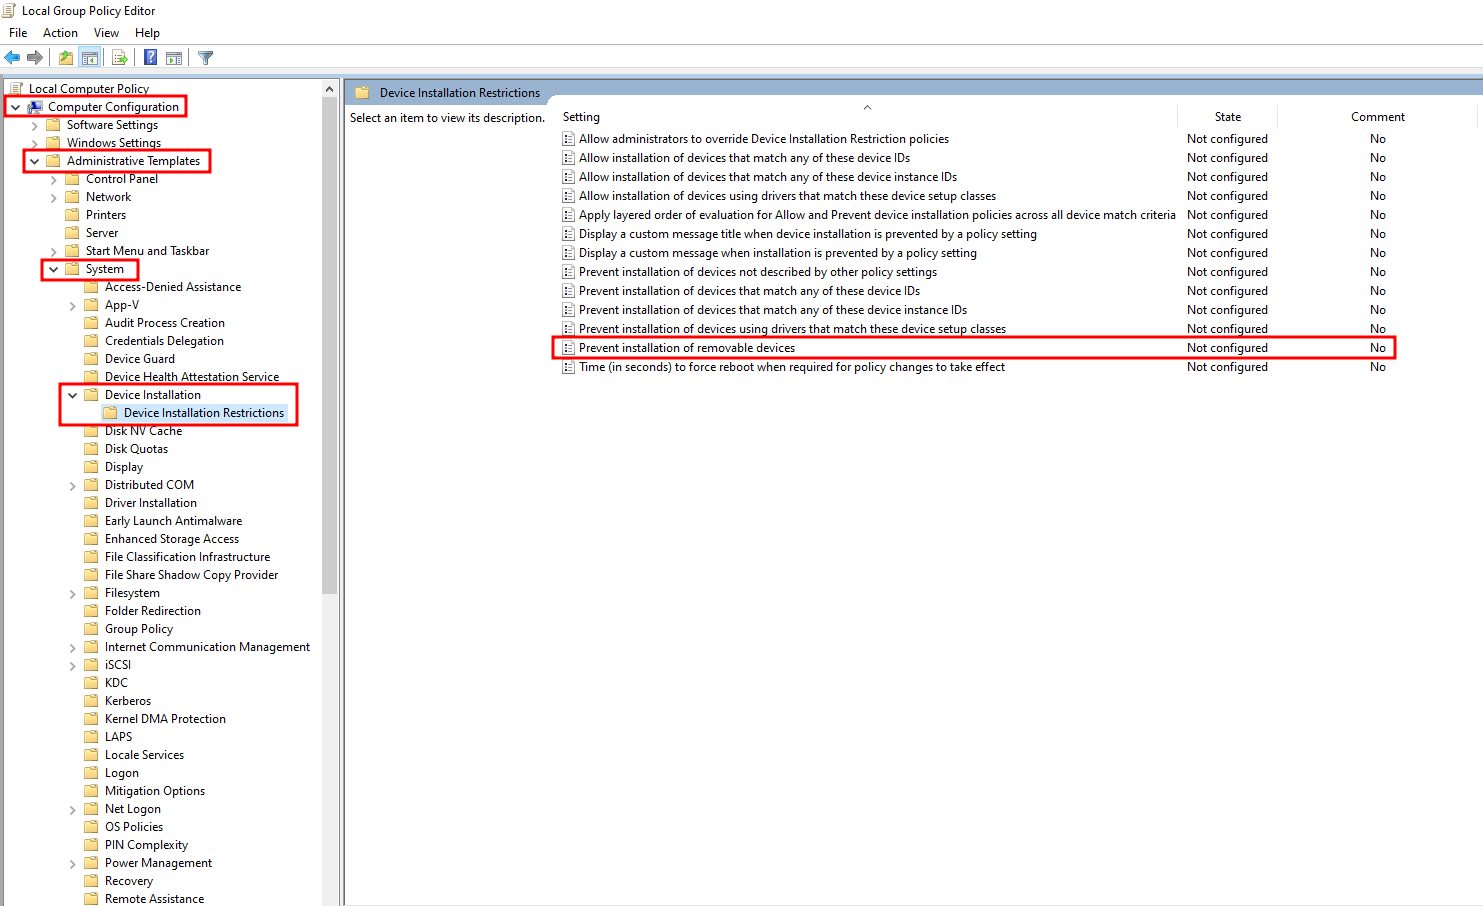 Local Group Policy Editor
File Action View Help
Local Computer Policy
Computer Configuration
Software Settings
Windows Settings
Administrative Templates
Control Panel
Network
Printers
Server
Start Menu and Taskbar
System
Access-Denied Assistance
App-V
Audit Process Creation
Credentials Delegation
Device Guard
Device Health Attestation Service
Device Installation
Device Installation Restrictions
Disk NV Cache
Disk Quotas
Display
Distributed COM
Driver Installation
Early Launch Antimalware
Enhanced Storage Access
File Classification Infrastructure
File Share Shadow Copy Provider
Filesystem
Folder Redirection
Group Policy
Internet Communication Management
iSCSI
KDC
Kerberos
Kernel DMA Protection
LAPS
Locale Services
Logon
Mitigation Options
Net Logon
OS Policies
PIN Complexity
Power Management
Recovery
Remote Assistance
Device Installation Restrictions
Select an item to view its description.
Setting State Comment
Allow administrators to override Device Installation Restriction policies Not configured No
Allow installation of devices that match any of these device IDs Not configured No
Allow installation of devices that match any of these device instance IDs Not configured No
Allow installation of devices using drivers that match these device setup classes Not configured No
Apply layered order of evaluation for Allow and Prevent device installation policies across all device match criteria Not configured No
Display a custom message title when device installation is prevented by a policy setting Not configured No
Display a custom message when installation is prevented by a policy setting Not configured No
Prevent installation of devices not described by other policy settings Not configured No
Prevent installation of devices that match any of these device IDs Not configured No
Prevent installation of devices that match any of these device instance IDs Not configured No
Prevent installation of devices using drivers that match these device setup classes Not configured No
Prevent installation of removable devices Not configured No
Time (in seconds) to force reboot when required for policy changes to take effect Not configured No